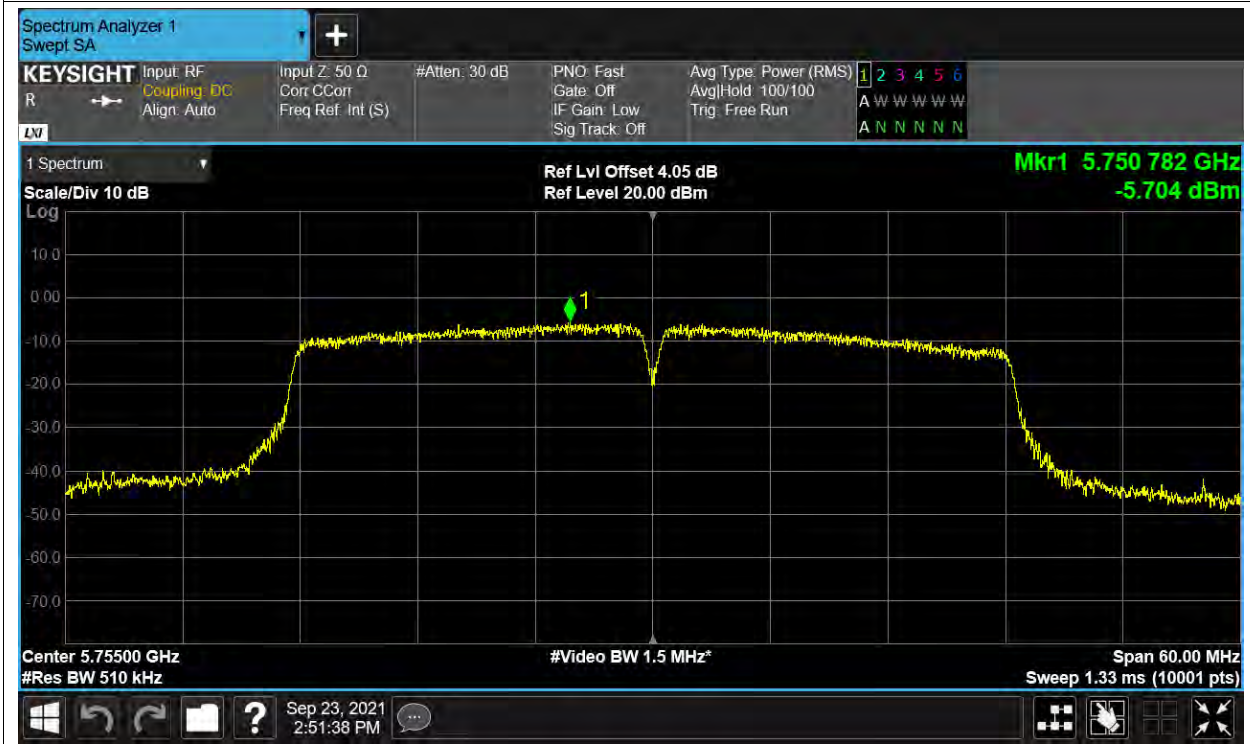 Spectrum Analyzer 1
Swept SA
+
KEYSIGHT
R
LXI
Input: RF
Coupling: DC
Align: Auto
Input Z: 50 Ω
Corr CCorr
Freq Ref: Int (S)
#Atten: 30 dB
PNO: Fast
Gate: Off
IF Gain: Low
Sig Track: Off
Avg Type: Power (RMS)
Avg|Hold: 100/100
Trig: Free Run
1 2 3 4 5 6
A W W W W W
A N N N N N
1 Spectrum
Scale/Div 10 dB
Ref Lvl Offset 4.05 dB
Ref Level 20.00 dBm
Mkr1 5.750 782 GHz
-5.704 dBm
Log
10.0
0.00
1
-10.0
-20.0
-30.0
-40.0
-50.0
-60.0
-70.0
Center 5.75500 GHz
#Res BW 510 kHz
#Video BW 1.5 MHz*
Span 60.00 MHz
Sweep 1.33 ms (10001 pts)
?
Sep 23, 2021
2:51:38 PM